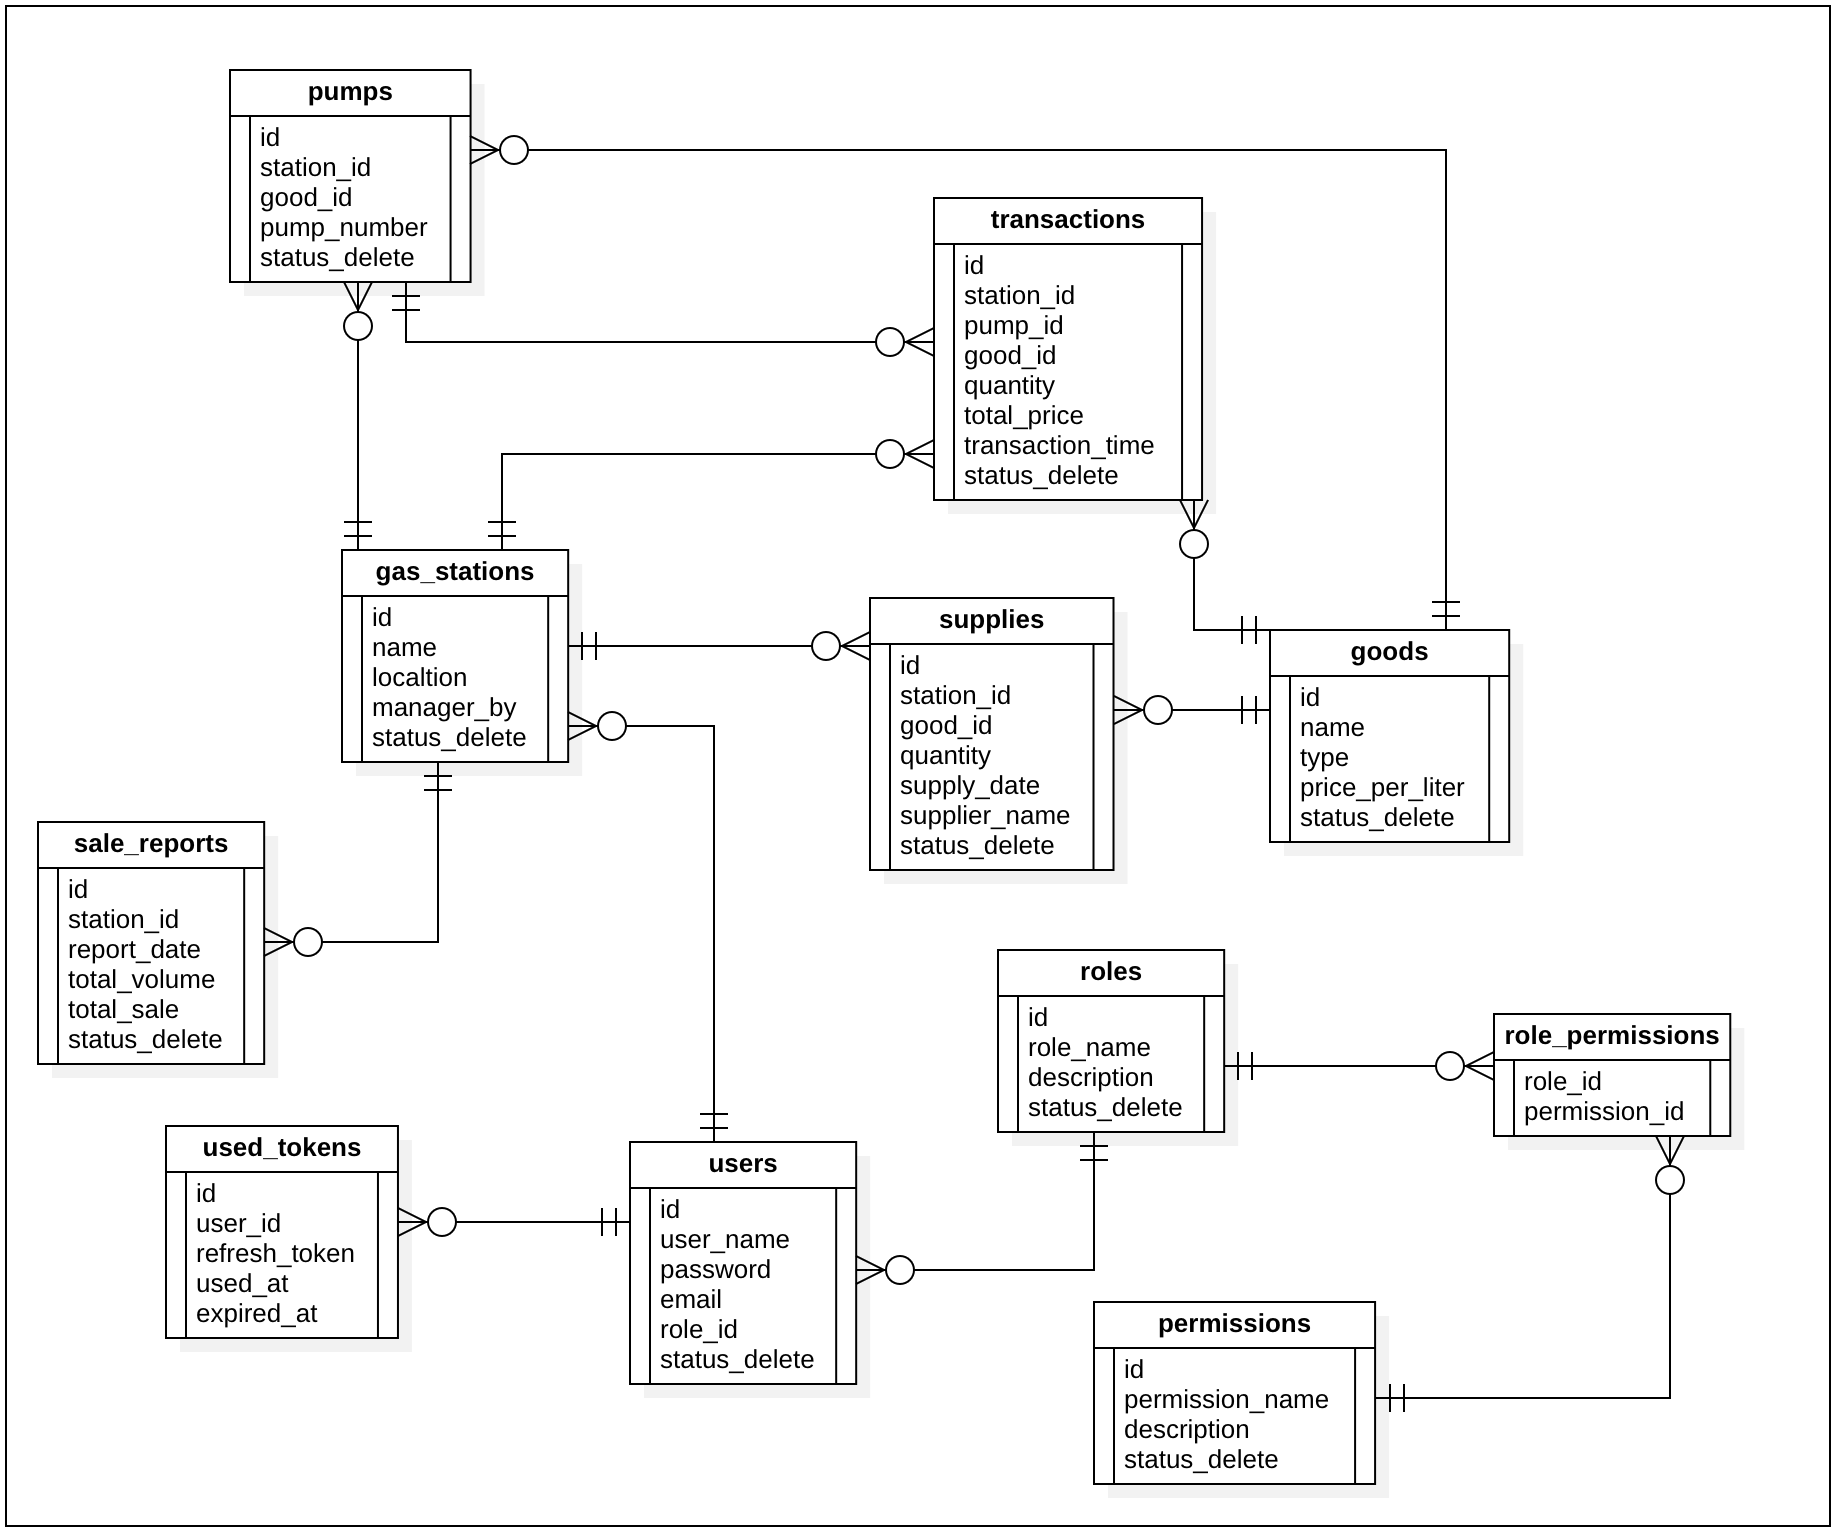 pumps
id
station_id
good_id
pump_number
status_delete
transactions
id
station_id
pump_id
good_id
quantity
total_price
transaction_time
status_delete
gas_stations
id
name
localtion
manager_by
status_delete
supplies
id
station_id
good_id
quantity
supply_date
supplier_name
status_delete
goods
id
name
type
price_per_liter
status_delete
sale_reports
id
station_id
report_date
total_volume
total_sale
status_delete
roles
id
role_name
description
status_delete
role_permissions
role_id
permission_id
used_tokens
id
user_id
refresh_token
used_at
expired_at
users
id
user_name
password
email
role_id
status_delete
permissions
id
permission_name
description
status_delete